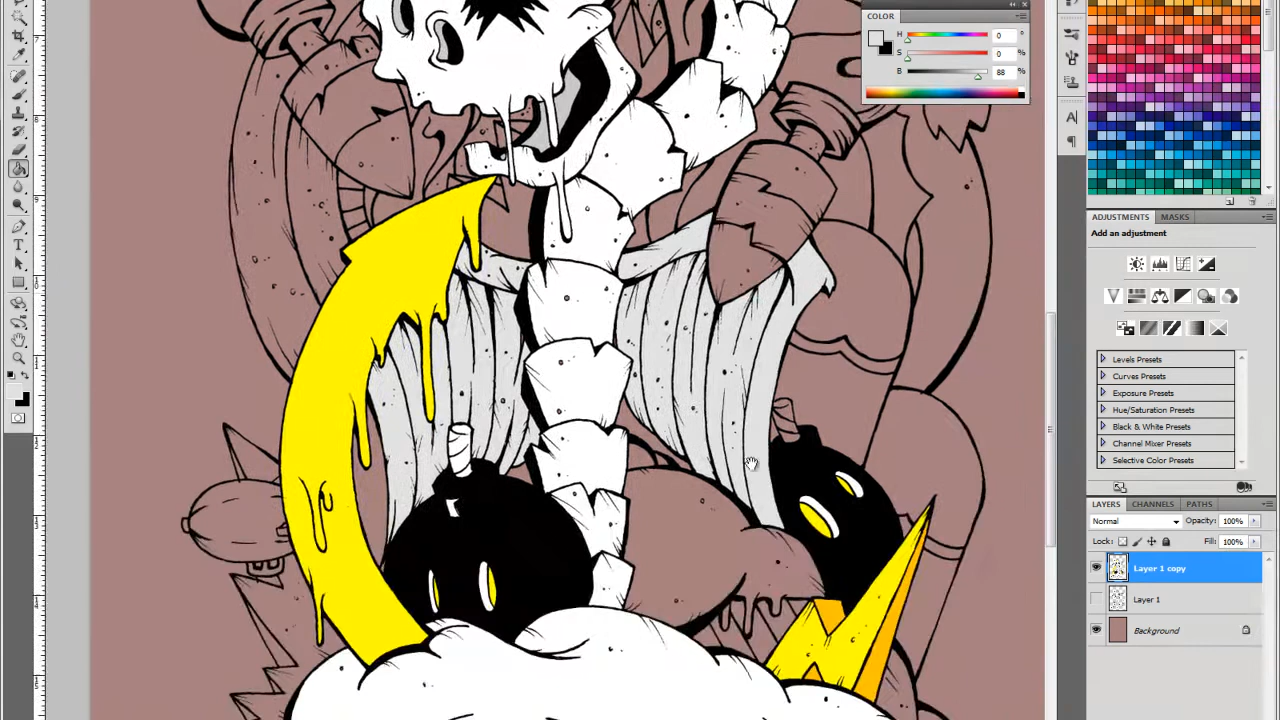 COLOR
H 0 °
S 0 %
B 88 %
ADJUSTMENTS MASKS
Add an adjustment
Levels Presets
Curves Presets
Exposure Presets
Hue/Saturation Presets
Black & White Presets
Channel Mixer Presets
Selective Color Presets
LAYERS CHANNELS PATHS
Normal Opacity: 100%
Lock: Fill: 100%
Layer 1 copy
Layer 1
Background